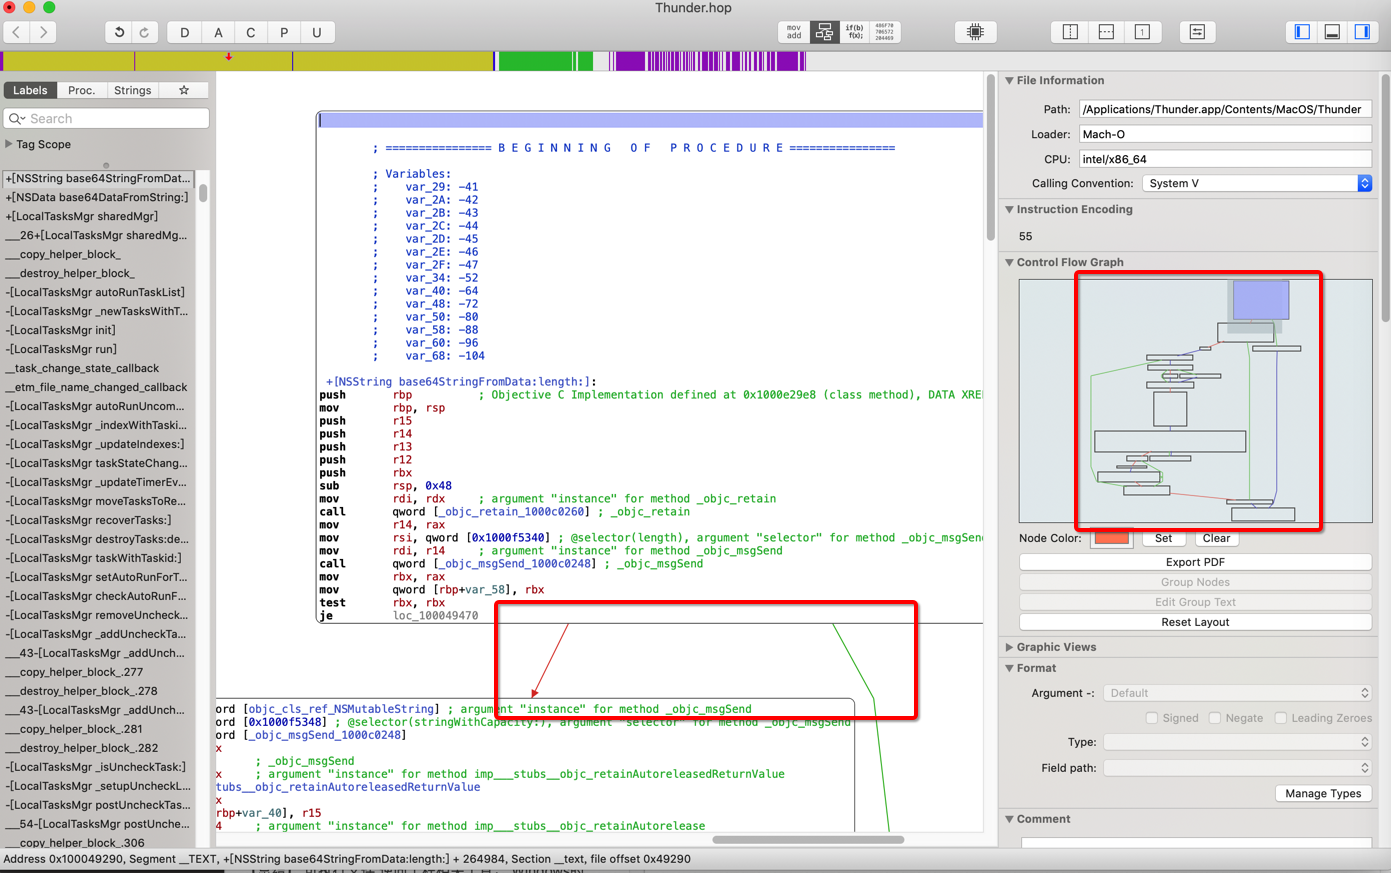 Thunder.hop
D A C P U
mov add
if(b) f(x);
Labels Proc. Strings
Search
Tag Scope
+[NSString base64StringFromDat...
+[NSData base64DataFromString:]
+[LocalTasksMgr sharedMgr]
___26+[LocalTasksMgr sharedMg...
___copy_helper_block_
___destroy_helper_block_
-[LocalTasksMgr autoRunTaskList]
-[LocalTasksMgr _newTasksWithT...
-[LocalTasksMgr init]
-[LocalTasksMgr run]
__task_change_state_callback
__etm_file_name_changed_callback
-[LocalTasksMgr autoRunUncom...
-[LocalTasksMgr _indexWithTaski...
-[LocalTasksMgr _updateIndexes:]
-[LocalTasksMgr taskStateChang...
-[LocalTasksMgr _updateTimerEv...
-[LocalTasksMgr moveTasksToRe...
-[LocalTasksMgr recoverTasks:]
-[LocalTasksMgr destroyTasks:de...
-[LocalTasksMgr taskWithTaskid:]
-[LocalTasksMgr setAutoRunForT...
-[LocalTasksMgr checkAutoRunF...
-[LocalTasksMgr removeUncheck...
-[LocalTasksMgr _addUncheckTa...
___43-[LocalTasksMgr _addUnch...
___copy_helper_block_.277
___destroy_helper_block_.278
___43-[LocalTasksMgr _addUnch...
___copy_helper_block_.281
___destroy_helper_block_.282
-[LocalTasksMgr _isUncheckTask:]
-[LocalTasksMgr _setupUncheckL...
-[LocalTasksMgr postUncheckTas...
___54-[LocalTasksMgr postUnche...
___copy_helper_block_.306
; ================ B E G I N N I N G   O F   P R O C E D U R E ================
; Variables:
;    var_29: -41
;    var_2A: -42
;    var_2B: -43
;    var_2C: -44
;    var_2D: -45
;    var_2E: -46
;    var_2F: -47
;    var_34: -52
;    var_40: -64
;    var_48: -72
;    var_50: -80
;    var_58: -88
;    var_60: -96
;    var_68: -104
+[NSString base64StringFromData:length:]:
push rbp ; Objective C Implementation defined at 0x1000e29e8 (class method), DATA XRE
mov rbp, rsp
push r15
push r14
push r13
push r12
push rbx
sub rsp, 0x48
mov rdi, rdx ; argument "instance" for method _objc_retain
call qword [_objc_retain_1000c0260] ; _objc_retain
mov r14, rax
mov rsi, qword [0x1000f5340] ; @selector(length), argument "selector" for method _objc_msgSend
mov rdi, r14 ; argument "instance" for method _objc_msgSend
call qword [_objc_msgSend_1000c0248] ; _objc_msgSend
mov rbx, rax
mov qword [rbp+var_58], rbx
test rbx, rbx
je loc_100049470
ord [objc_cls_ref_NSMutableString] ; argument "instance" for method _objc_msgSend
ord [0x1000f5348] ; @selector(stringWithCapacity:), argument "selector" for method _objc_msgSend
ord [_objc_msgSend_1000c0248]
x
; _objc_msgSend
x ; argument "instance" for method imp___stubs__objc_retainAutoreleasedReturnValue
tubs__objc_retainAutoreleasedReturnValue
x
rbp+var_40], r15
4 ; argument "instance" for method imp___stubs__objc_retainAutorelease
File Information
Path: /Applications/Thunder.app/Contents/MacOS/Thunder
Loader: Mach-O
CPU: intel/x86_64
Calling Convention: System V
Instruction Encoding
55
Control Flow Graph
Node Color: Set Clear
Export PDF
Group Nodes
Edit Group Text
Reset Layout
Graphic Views
Format
Argument -: Default
Signed Negate Leading Zeroes
Type:
Field path:
Manage Types
Comment
Address 0x100049290, Segment __TEXT, +[NSString base64StringFromData:length:] + 264984, Section __text, file offset 0x49290